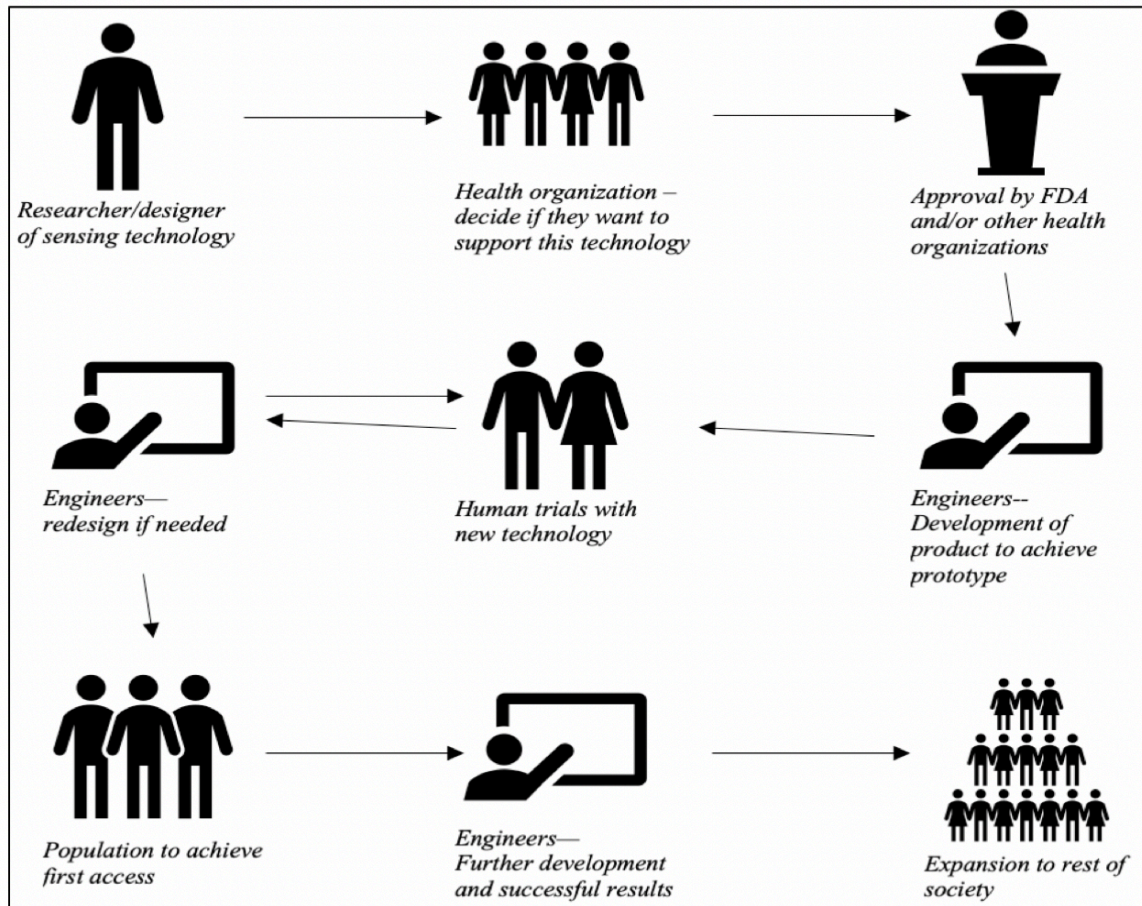 Researcher/designer
of sensing technology
Health organization –
decide if they want to
support this technology
Approval by FDA
and/or other health
organizations
Engineers—
redesign if needed
Human trials with
new technology
Engineers--
Development of
product to achieve
prototype
Population to achieve
first access
Engineers—
Further development
and successful results
Expansion to rest of
society